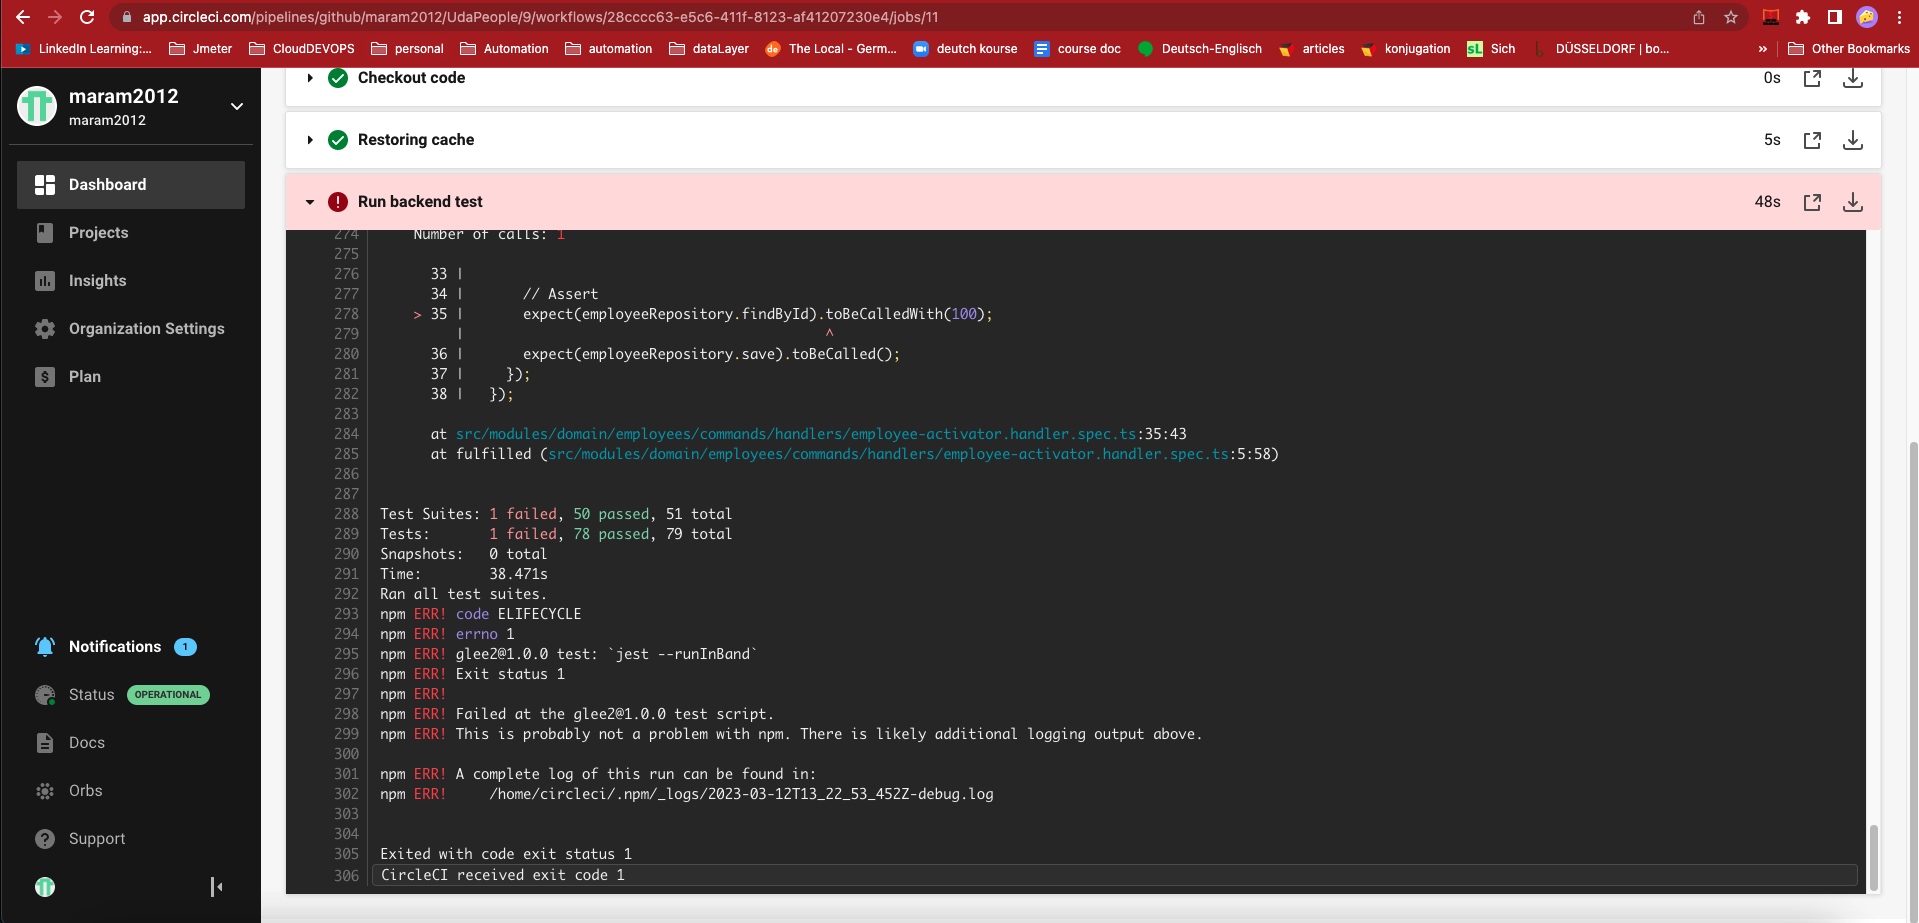 app.circleci.com/pipelines/github/maram2012/UdaPeople/9/workflows/28cccc63-e5c6-411f-8123-af41207230e4/jobs/11
LinkedIn Learning:... Jmeter CloudDEVOPS personal Automation automation dataLayer The Local - Germ... deutch kourse course doc Deutsch-Englisch articles konjugation sL Sich DÜSSELDORF | bo... » Other Bookmarks
maram2012
maram2012
Dashboard
Projects
Insights
Organization Settings
Plan
Notifications 1
Status OPERATIONAL
Docs
Orbs
Support
Checkout code 0s
Restoring cache 5s
Run backend test 48s
274 Number of calls: 1
275
276 33 |
277 34 | // Assert
278 > 35 | expect(employeeRepository.findById).toBeCalledWith(100);
279 | ^
280 36 | expect(employeeRepository.save).toBeCalled();
281 37 | });
282 38 | });
283
284 at src/modules/domain/employees/commands/handlers/employee-activator.handler.spec.ts:35:43
285 at fulfilled (src/modules/domain/employees/commands/handlers/employee-activator.handler.spec.ts:5:58)
286
287
288 Test Suites: 1 failed, 50 passed, 51 total
289 Tests: 1 failed, 78 passed, 79 total
290 Snapshots: 0 total
291 Time: 38.471s
292 Ran all test suites.
293 npm ERR! code ELIFECYCLE
294 npm ERR! errno 1
295 npm ERR! glee2@1.0.0 test: `jest --runInBand`
296 npm ERR! Exit status 1
297 npm ERR!
298 npm ERR! Failed at the glee2@1.0.0 test script.
299 npm ERR! This is probably not a problem with npm. There is likely additional logging output above.
300
301 npm ERR! A complete log of this run can be found in:
302 npm ERR! /home/circleci/.npm/_logs/2023-03-12T13_22_53_452Z-debug.log
303
304
305 Exited with code exit status 1
306 CircleCI received exit code 1